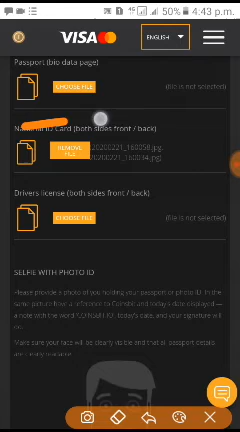 4G 50% 4:43 p.m.
VISA ENGLISH
Passport (bio data page)
CHOOSE FILE (file is not selected)
Card (both sides front / back)
REMOVE FILE 20200221_160058.jpg,
20200221_160034.jpg)
Drivers license (both sides front / back)
CHOOSE FILE (file is not selected)
SELFIE WITH PHOTO ID
Please provide a photo of you holding your passport or photo ID. In the
same picture have a reference to and today's date displayed —
a note with the word today's date, and your signature will
do.
Make sure your face will be clearly visible and that all passport details
are clearly readable.